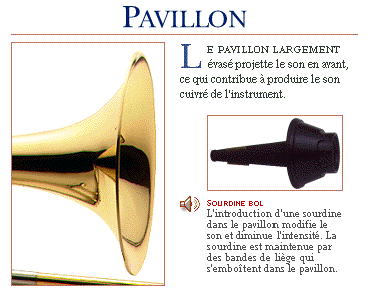 PAVILLON
LE PAVILLON LARGEMENT
évasé projette le son en avant,
ce qui contribue à produire le son
cuivré de l'instrument.
SOURDINE BOL
L'introduction d'une sourdine
dans le pavillon modifie le
son et diminue l'intensité. La
sourdine est maintenue par
des bandes de liège qui
s'emboîtent dans le pavillon.